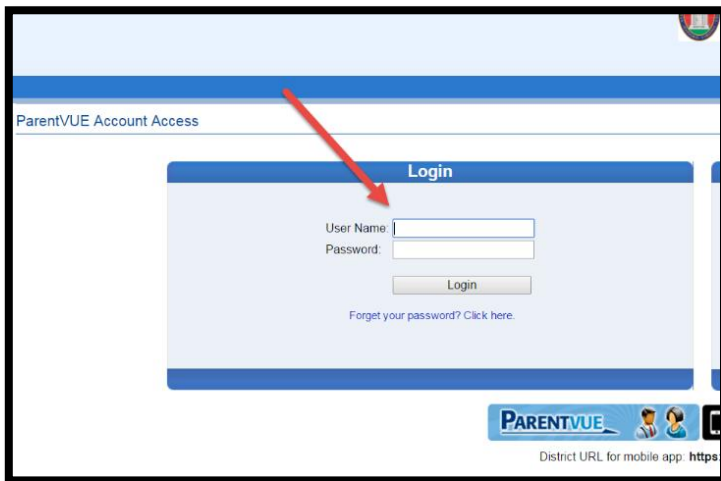 ParentVUE Account Access
Login
User Name:
Password:
Login
Forget your password? Click here.
PARENTVUE
District URL for mobile app: https: